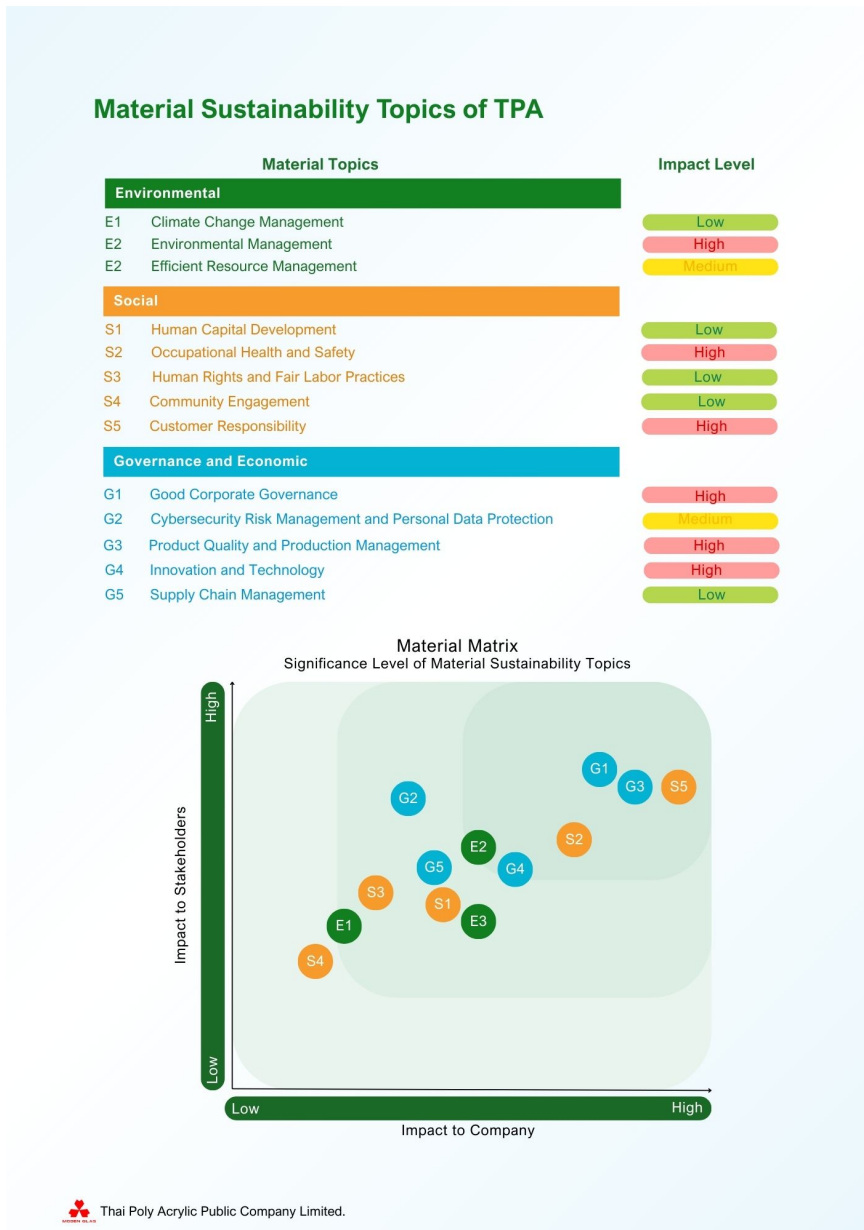 Material Sustainability Topics of TPA
Material Topics Impact Level
Environmental
E1 Climate Change Management Low
E2 Environmental Management High
E2 Efficient Resource Management Medium
Social
S1 Human Capital Development Low
S2 Occupational Health and Safety High
S3 Human Rights and Fair Labor Practices Low
S4 Community Engagement Low
S5 Customer Responsibility High
Governance and Economic
G1 Good Corporate Governance High
G2 Cybersecurity Risk Management and Personal Data Protection Medium
G3 Product Quality and Production Management High
G4 Innovation and Technology High
G5 Supply Chain Management Low
Material Matrix
Significance Level of Material Sustainability Topics
High
Impact to Stakeholders
Low
G1
G3
S5
G2
S2
E2
G5
G4
S3
S1
E3
E1
S4
Low High
Impact to Company
MODEN GLAS
Thai Poly Acrylic Public Company Limited.